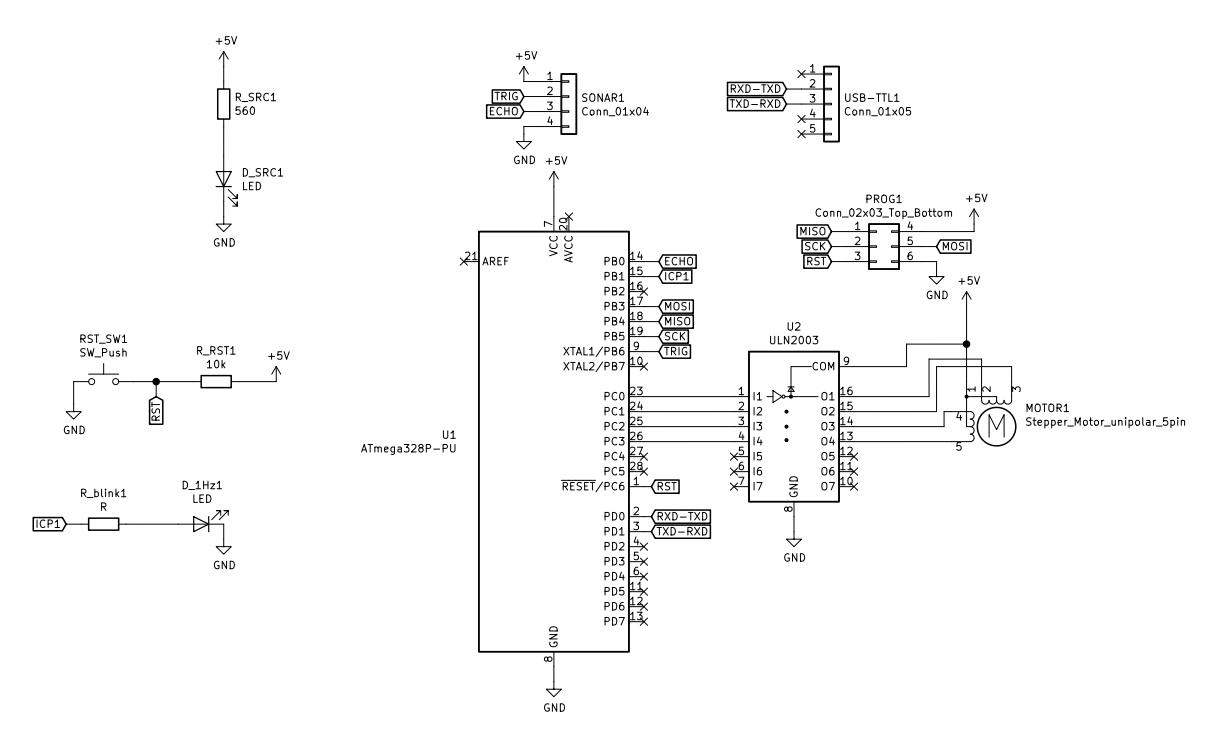 +5V
R_SRC1
560
D_SRC1
LED
GND
+5V
1
TRIG
2
ECHO
3
4
SONAR1
Conn_01x04
GND
1
RXD-TXD
2
TXD-RXD
3
4
5
USB-TTL1
Conn_01x05
PROG1
Conn_02x03_Top_Bottom
+5V
MISO
1
4
SCK
2
5
MOSI
RST
3
6
GND
RST_SW1
SW_Push
R_RST1
10k
+5V
GND
RST
R_blink1
R
D_1Hz1
LED
ICP1
GND
+5V
7
20
VCC
AVCC
21
AREF
PB0
14
ECHO
PB1
15
ICP1
PB2
16
PB3
17
MOSI
PB4
18
MISO
PB5
19
SCK
XTAL1/PB6
9
TRIG
XTAL2/PB7
10
PC0
23
PC1
24
PC2
25
PC3
26
PC4
27
PC5
28
RESET/PC6
1
RST
PD0
2
RXD-TXD
PD1
3
TXD-RXD
PD2
4
PD3
5
PD4
6
PD5
11
PD6
12
PD7
13
U1
ATmega328P-PU
GND
8
GND
U2
ULN2003
+5V
COM
9
1
I1
O1
16
2
I2
O2
15
3
I3
O3
14
4
I4
O4
13
5
I5
O5
12
6
I6
O6
11
7
I7
O7
10
GND
8
GND
1
2
3
4
5
M
MOTOR1
Stepper_Motor_unipolar_5pin